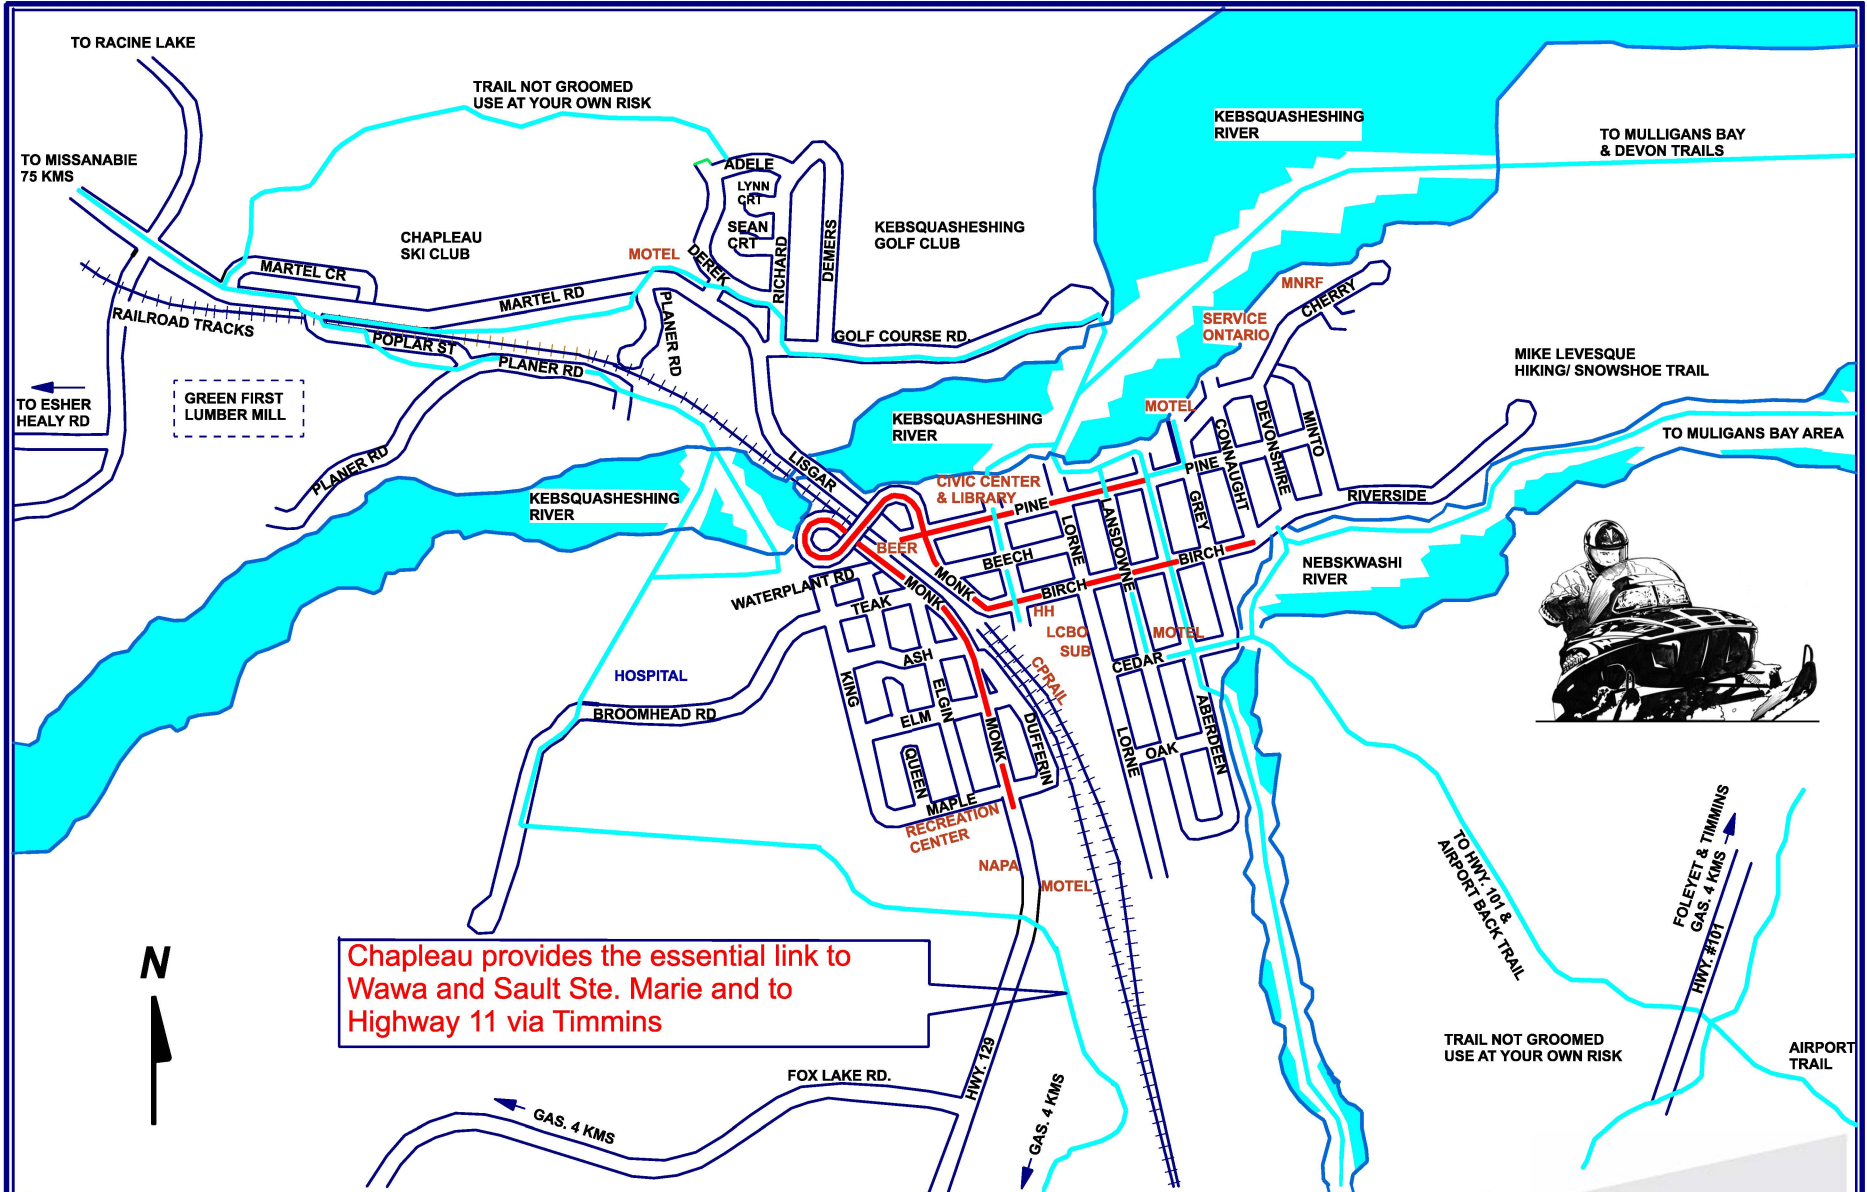 TO RACINE LAKE
TRAIL NOT GROOMED
USE AT YOUR OWN RISK
TO MISSANABIE
75 KMS
KEBSQUASHESHING
RIVER
TO MULLIGANS BAY
& DEVON TRAILS
ADELE
LYNN
CRT
SEAN
CRT
DEREK
RICHARD
DEMERS
KEBSQUASHESHING
GOLF CLUB
CHAPLEAU
SKI CLUB
MOTEL
MARTEL CR
MARTEL RD
PLANER RD
GOLF COURSE RD.
RAILROAD TRACKS
POPLAR ST
PLANER RD
MNRF
CHERRY
SERVICE
ONTARIO
MIKE LEVESQUE
HIKING/ SNOWSHOE TRAIL
TO ESHER
HEALY RD
GREEN FIRST
LUMBER MILL
MOTEL
KEBSQUASHESHING
RIVER
CONNAUGHT
DEVONSHIRE
MINTO
TO MULIGANS BAY AREA
PLANER RD
LISGAR
KEBSQUASHESHING
RIVER
CIVIC CENTER
& LIBRARY
PINE
PINE
LORNE
LANSDOWNE
GREY
RIVERSIDE
BEER
BEECH
BIRCH
BIRCH
MONK
MONK
WATERPLANT RD
TEAK
NEBSKWASHI
RIVER
HH
LCBO
SUB
MOTEL
CEDAR
CPRAIL
ASH
KING
ELGIN
ELM
QUEEN
MONK
DUFFERIN
MAPLE
LORNE
OAK
ABERDEEN
HOSPITAL
BROOMHEAD RD
RECREATION
CENTER
NAPA
MOTEL
TO HWY. 101 &
AIRPORT BACK TRAIL
FOLEYET & TIMMINS
GAS. 4 KMS
HWY. #101
N
Chapleau provides the essential link to
Wawa and Sault Ste. Marie and to
Highway 11 via Timmins
TRAIL NOT GROOMED
USE AT YOUR OWN RISK
AIRPORT
TRAIL
FOX LAKE RD.
HWY. 129
GAS. 4 KMS
GAS. 4 KMS